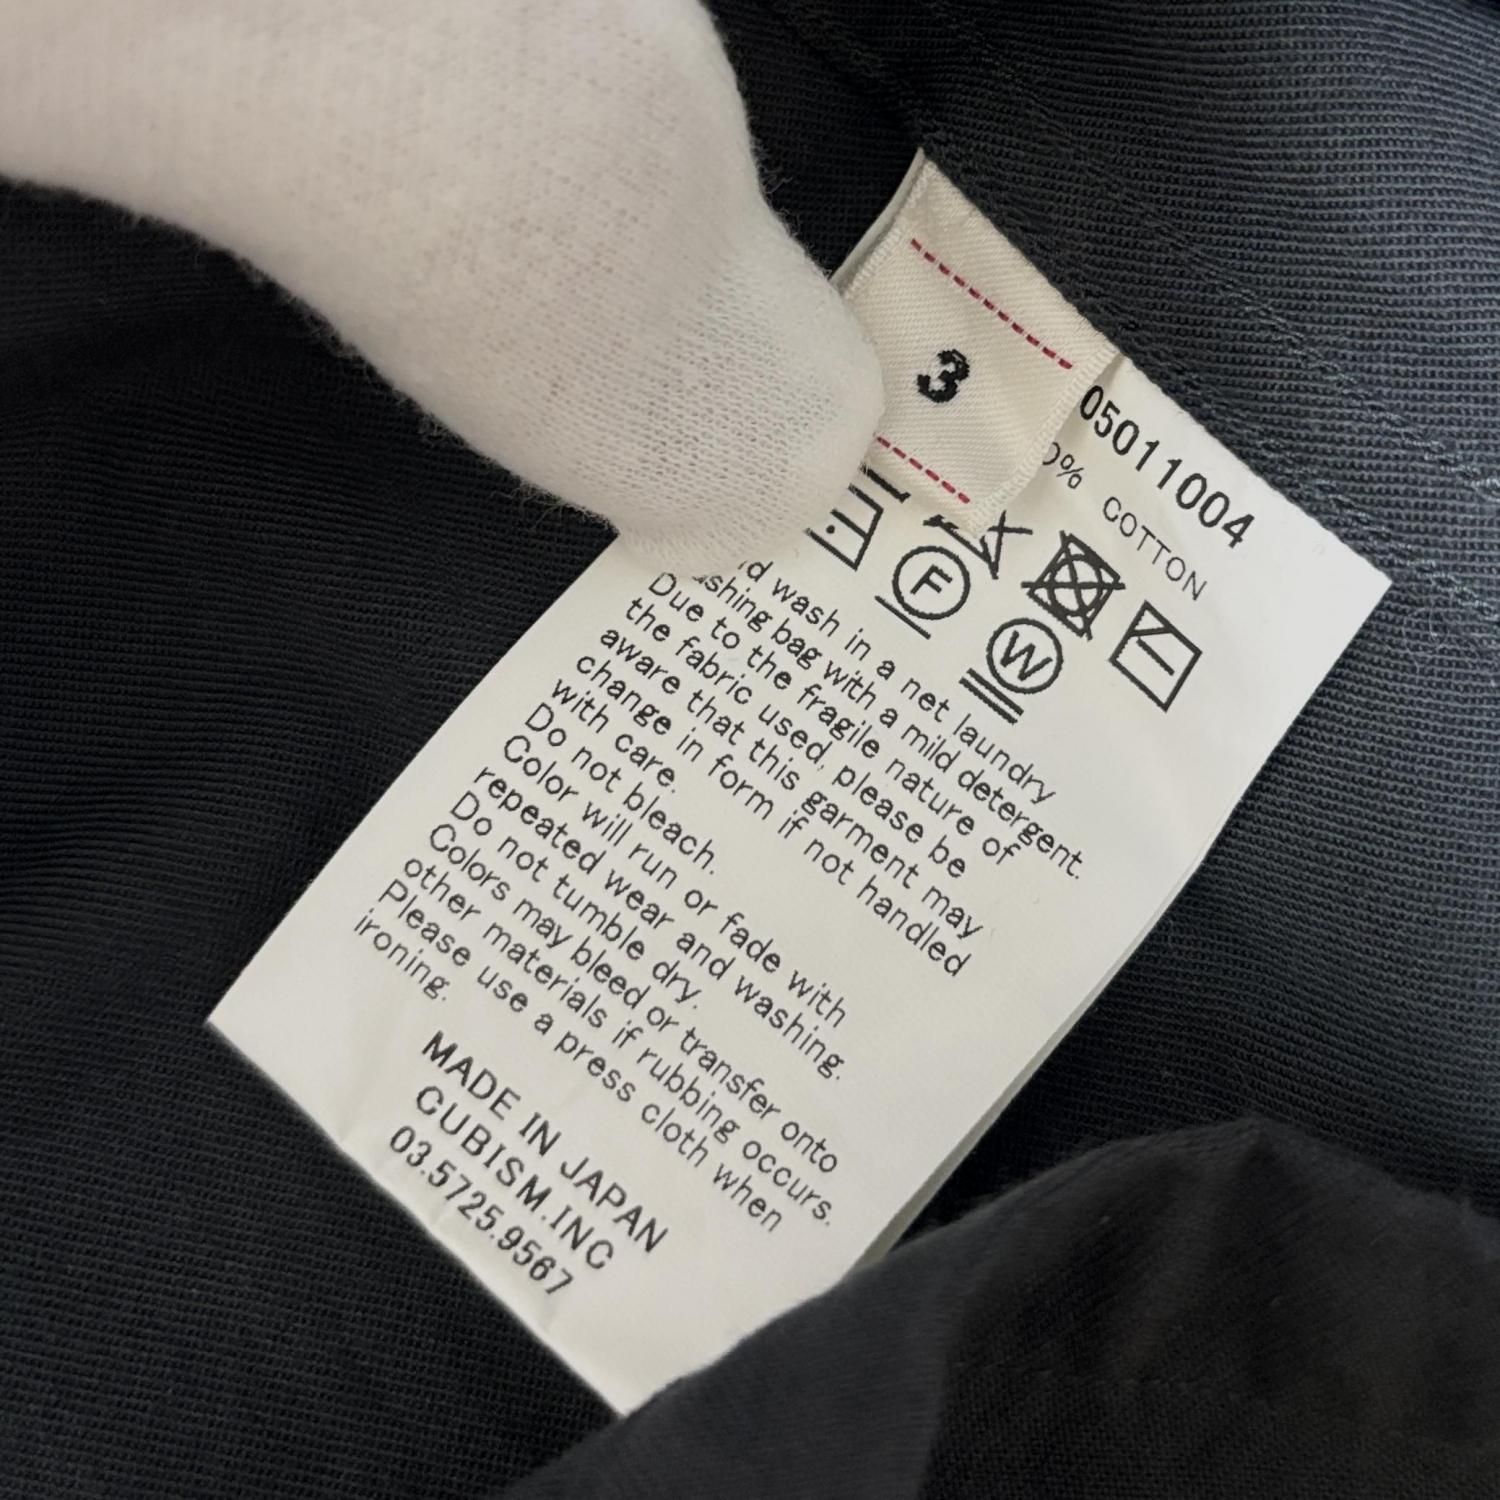 3
05011004
0% COTTON
F
W
wash in a net laundry
bag with a mild detergent.
Due to the fragile nature of
the fabric used, please be
aware that this garment may
change in form if not handled
with care.
Do not bleach.
Color will run or fade with
repeated wear and washing.
Do not tumble dry.
Colors may bleed or transfer onto
other materials if rubbing occurs.
Please use a press cloth when
ironing.
MADE IN JAPAN
CUBISM.INC
03.5725.9567